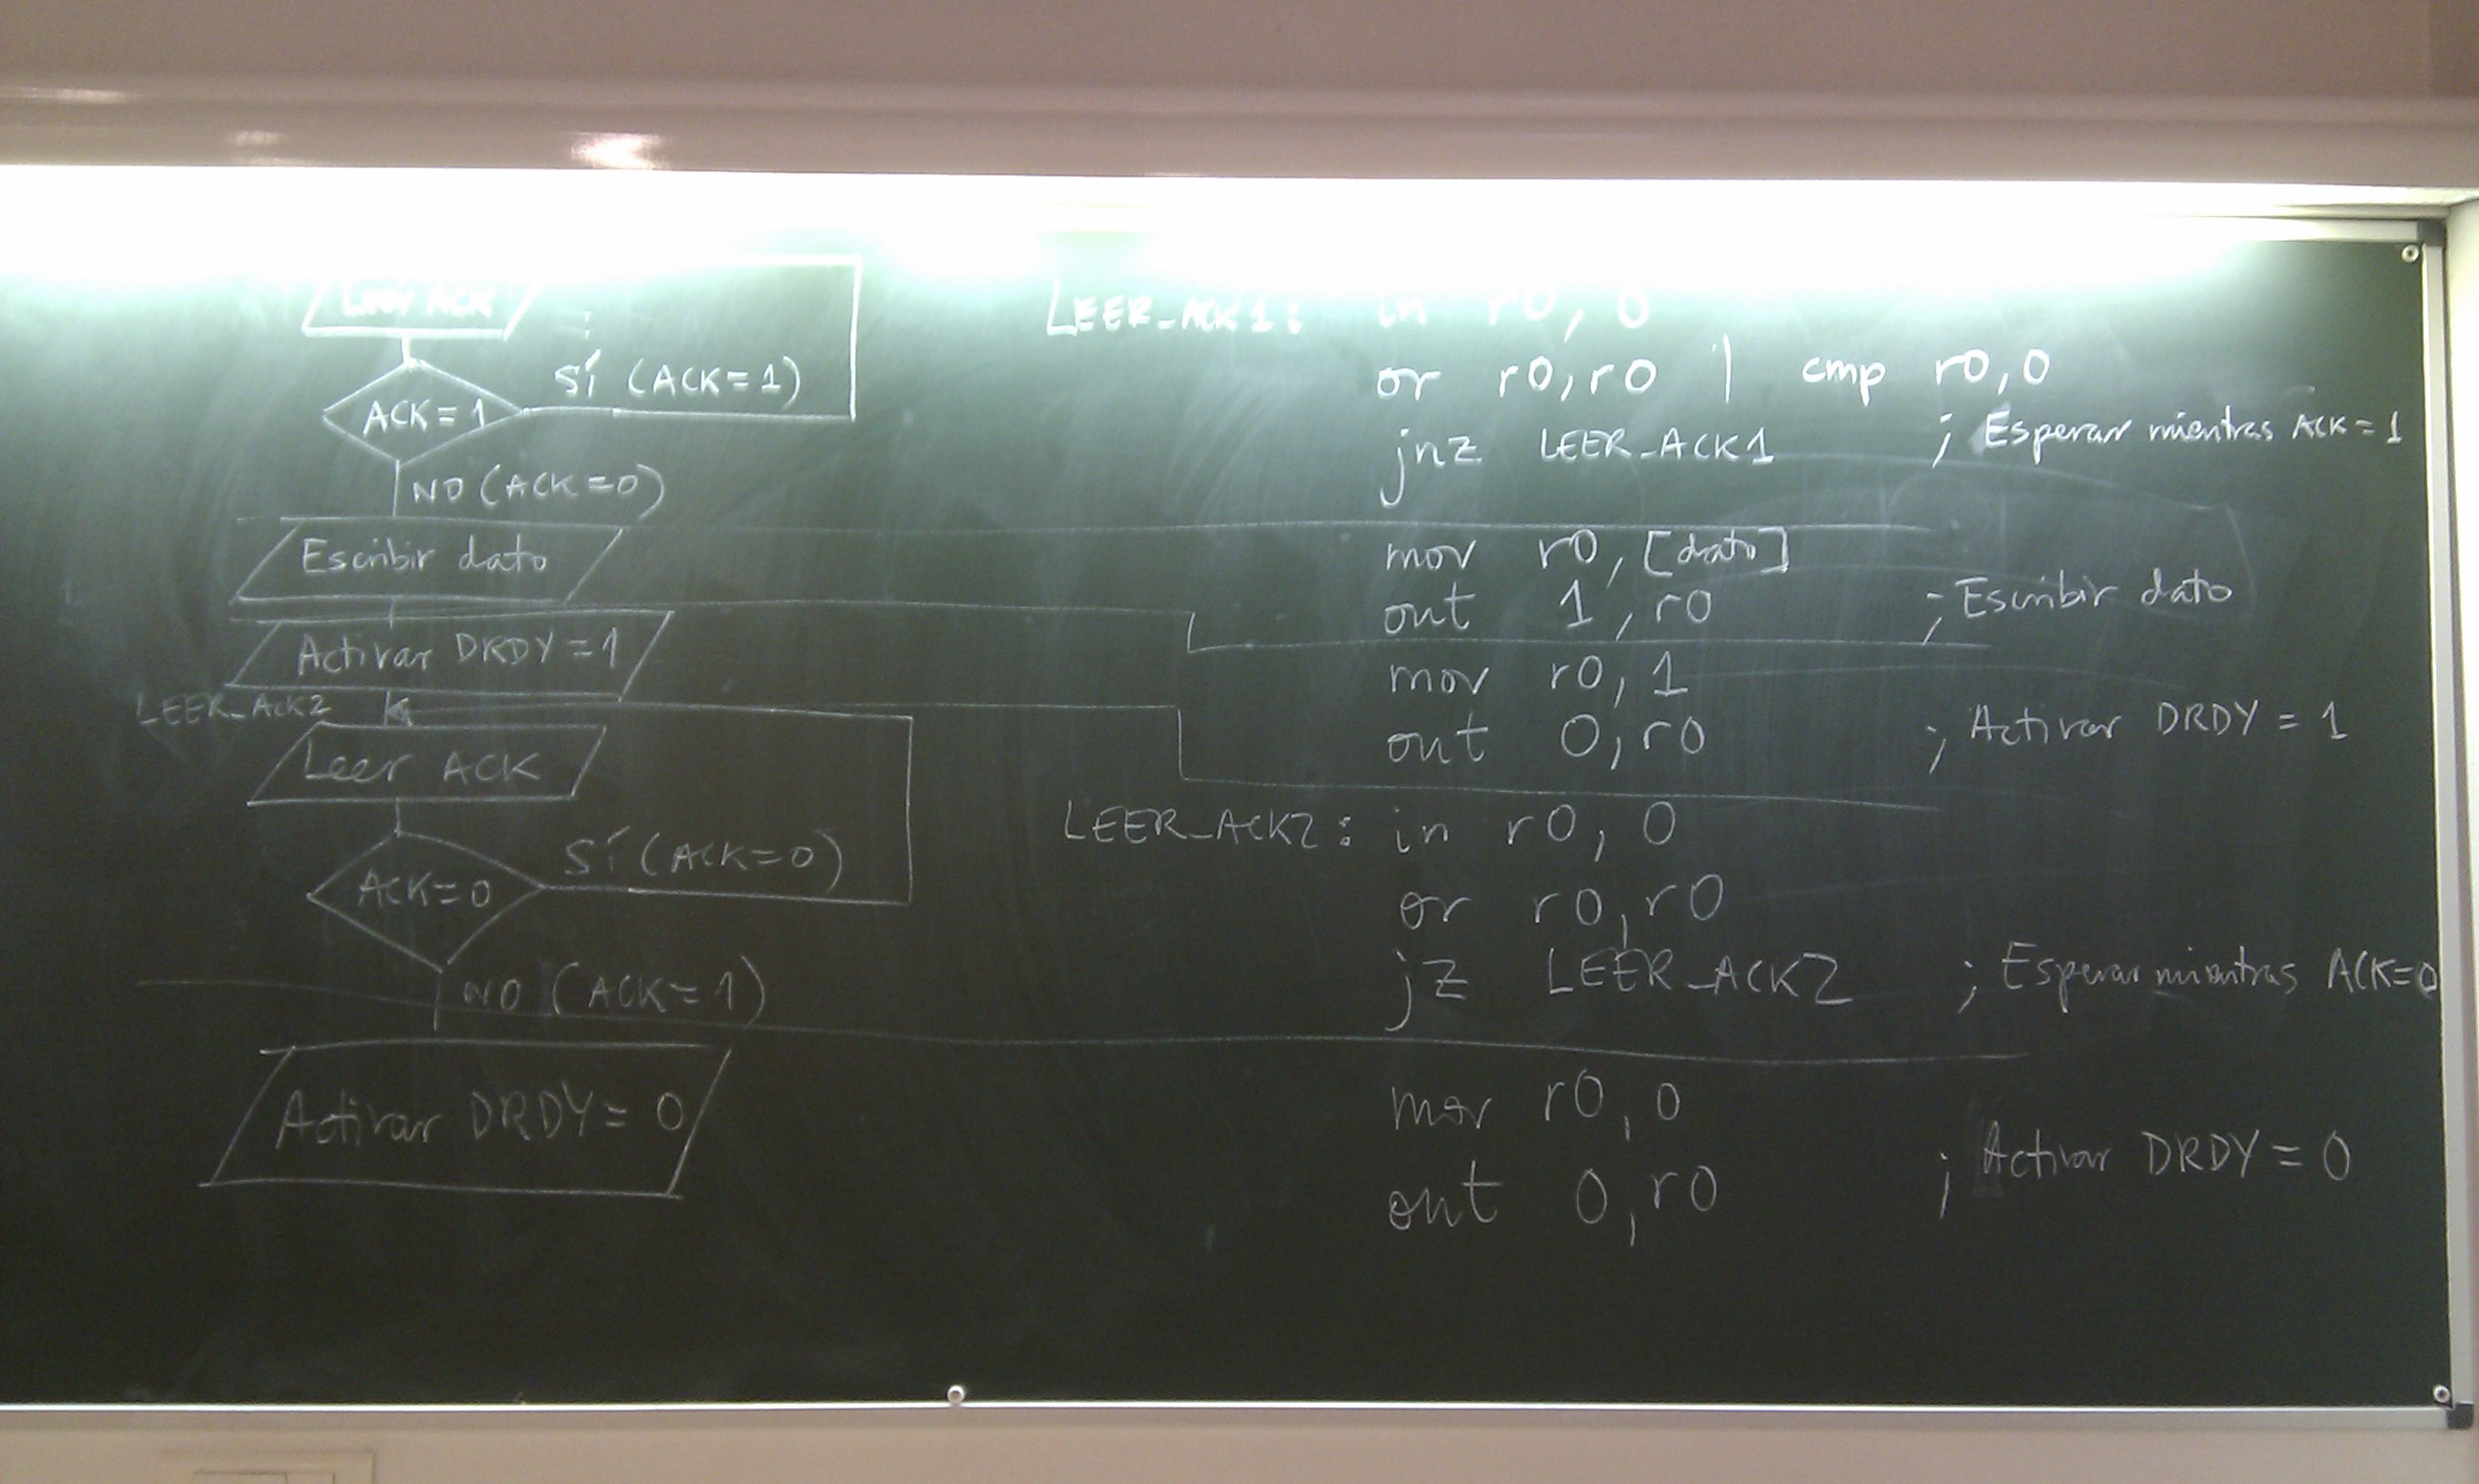 Leer ACK
SÍ (ACK=1)
ACK=1
NO (ACK=0)
Escribir dato
Activar DRDY=1
LEER_ACK2
Leer ACK
SÍ (ACK=0)
ACK=0
NO (ACK=1)
Activar DRDY=0
LEER_ACK1: in r0, 0
or r0, r0 | cmp r0, 0
jnz LEER_ACK1 ; Esperar mientras ACK=1
mov r0, [dato]
out 1, r0 ; Escribir dato
mov r0, 1
out 0, r0 ; Activar DRDY=1
LEER_ACK2: in r0, 0
or r0, r0
jz LEER_ACK2 ; Esperar mientras ACK=0
mov r0, 0
out 0, r0 ; Activar DRDY=0